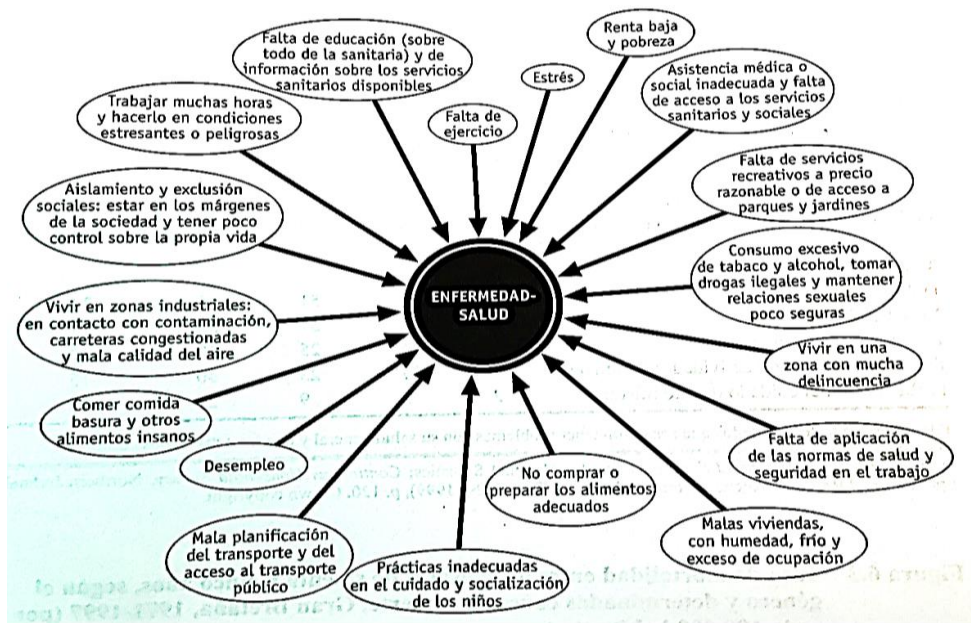 Renta baja
y pobreza
Falta de educación (sobre
todo de la sanitaria) y de
información sobre los servicios
sanitarios disponibles
Estrés
Asistencia médica o
social inadecuada y falta
de acceso a los servicios
sanitarios y sociales
Trabajar muchas horas
y hacerlo en condiciones
estresantes o peligrosas
Falta de
ejercicio
Falta de servicios
recreativos a precio
razonable o de acceso a
parques y jardines
Aislamiento y exclusión
sociales: estar en los márgenes
de la sociedad y tener poco
control sobre la propia vida
Consumo excesivo
de tabaco y alcohol, tomar
drogas ilegales y mantener
relaciones sexuales
poco seguras
ENFERMEDAD-
SALUD
Vivir en zonas industriales:
en contacto con contaminación,
carreteras congestionadas
y mala calidad del aire
Vivir en una
zona con mucha
delincuencia
Comer comida
basura y otros
alimentos insanos
Falta de aplicación
de las normas de salud y
seguridad en el trabajo
Desempleo
No comprar o
preparar los alimentos
adecuados
Malas viviendas,
con humedad, frío y
exceso de ocupación
Mala planificación
del transporte y del
acceso al transporte
público
Prácticas inadecuadas
en el cuidado y socialización
de los niños